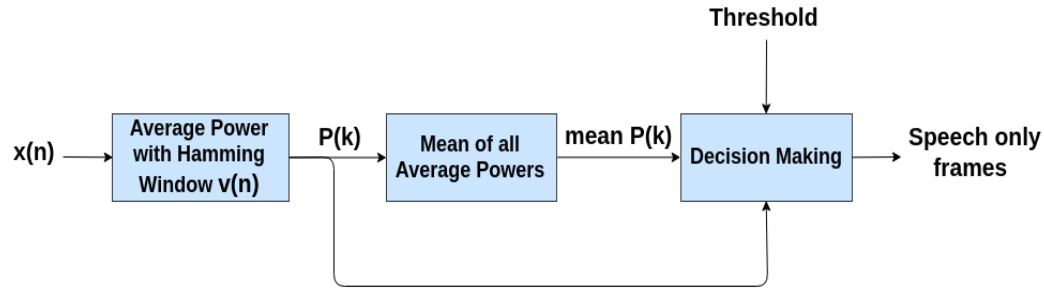 Threshold
x(n)
Average Power
with Hamming
Window v(n)
P(k)
Mean of all
Average Powers
mean P(k)
Decision Making
Speech only
frames